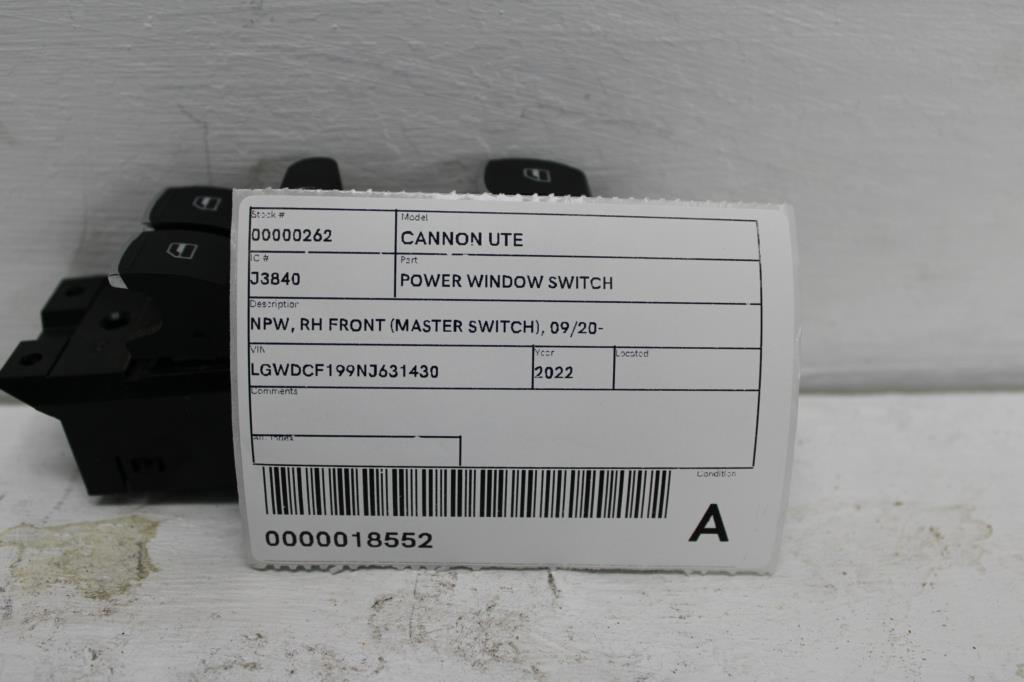 Stock # Model
00000262 CANNON UTE
IC # Part
J3840 POWER WINDOW SWITCH
Description
NPW, RH FRONT (MASTER SWITCH), 09/20-
VIN Year Located
LGWDCF199NJ631430 2022
Comments
Condition
0000018552 A